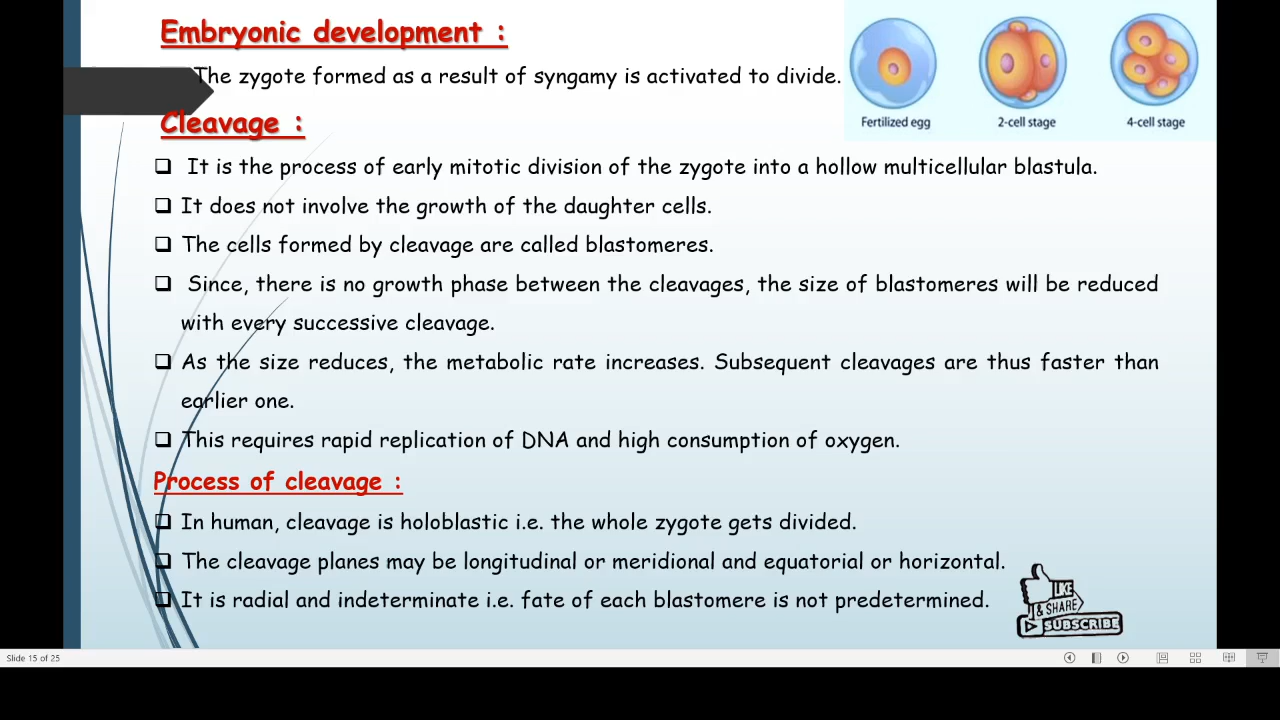 Embryonic development :
The zygote formed as a result of syngamy is activated to divide.
Fertilized egg
2-cell stage
4-cell stage
Cleavage :
It is the process of early mitotic division of the zygote into a hollow multicellular blastula.
It does not involve the growth of the daughter cells.
The cells formed by cleavage are called blastomeres.
Since, there is no growth phase between the cleavages, the size of blastomeres will be reduced
with every successive cleavage.
As the size reduces, the metabolic rate increases. Subsequent cleavages are thus faster than
earlier one.
This requires rapid replication of DNA and high consumption of oxygen.
Process of cleavage :
In human, cleavage is holoblastic i.e. the whole zygote gets divided.
The cleavage planes may be longitudinal or meridional and equatorial or horizontal.
It is radial and indeterminate i.e. fate of each blastomere is not predetermined.
LIKE
& SHARE
SUBSCRIBE
Slide 15 of 25